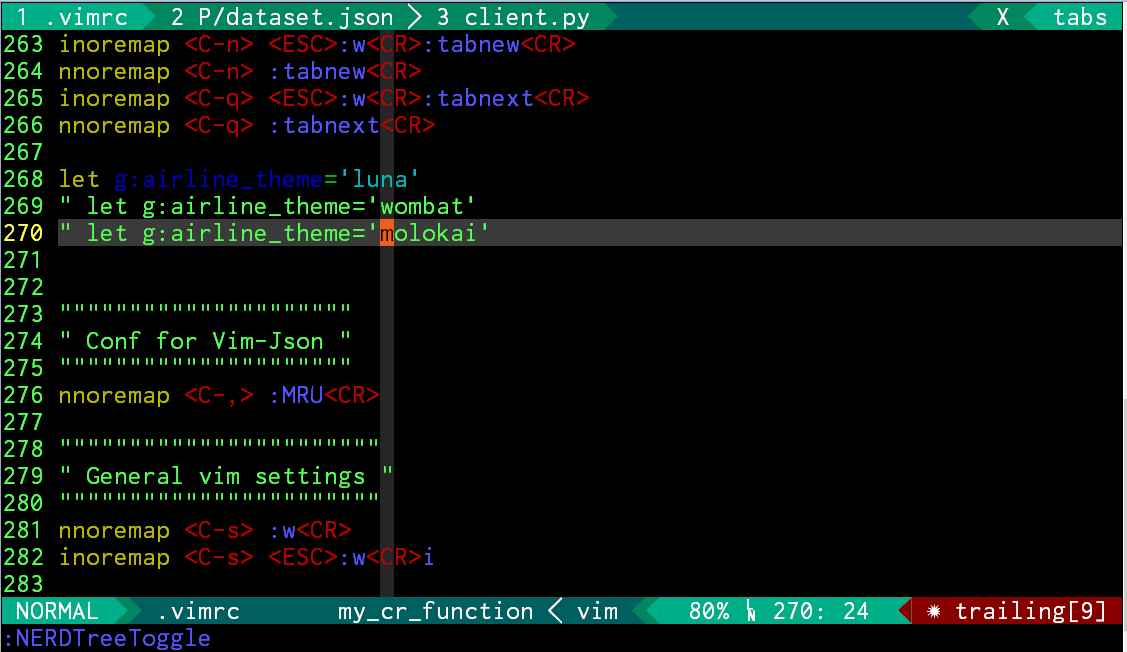 1 .vimrc 2 P/dataset.json 3 client.py X tabs
263 inoremap <C-n> <ESC>:w<CR>:tabnew<CR>
264 nnoremap <C-n> :tabnew<CR>
265 inoremap <C-q> <ESC>:w<CR>:tabnext<CR>
266 nnoremap <C-q> :tabnext<CR>
267
268 let g:airline_theme='luna'
269 " let g:airline_theme='wombat'
270 " let g:airline_theme='molokai'
271
272
273 """""""""""""""""""""
274 " Conf for Vim-Json "
275 """""""""""""""""""""
276 nnoremap <C-,> :MRU<CR>
277
278 """""""""""""""""""""""
279 " General vim settings "
280 """""""""""""""""""""""
281 nnoremap <C-s> :w<CR>
282 inoremap <C-s> <ESC>:w<CR>i
283
NORMAL .vimrc my_cr_function < vim 80% ␤ 270: 24 ✹ trailing[9]
:NERDTreeToggle